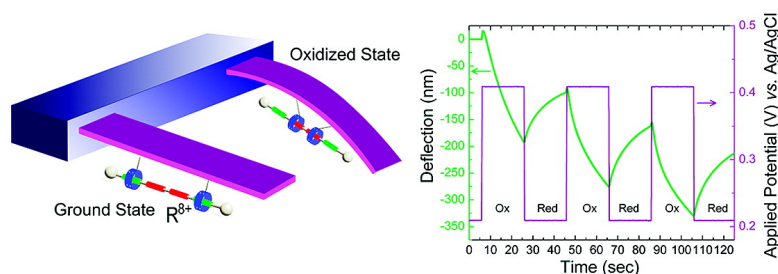 Oxidized State
Ground State
R8+
Deflection (nm)
0
-50
-100
-150
-200
-250
-300
-350
Ox Red Ox Red Ox Red
0 10 20 30 40 50 60 70 80 90 100 110 120
Time (sec)
0.5
0.4
0.3
0.2
Applied Potential (V) vs. Ag/AgCl